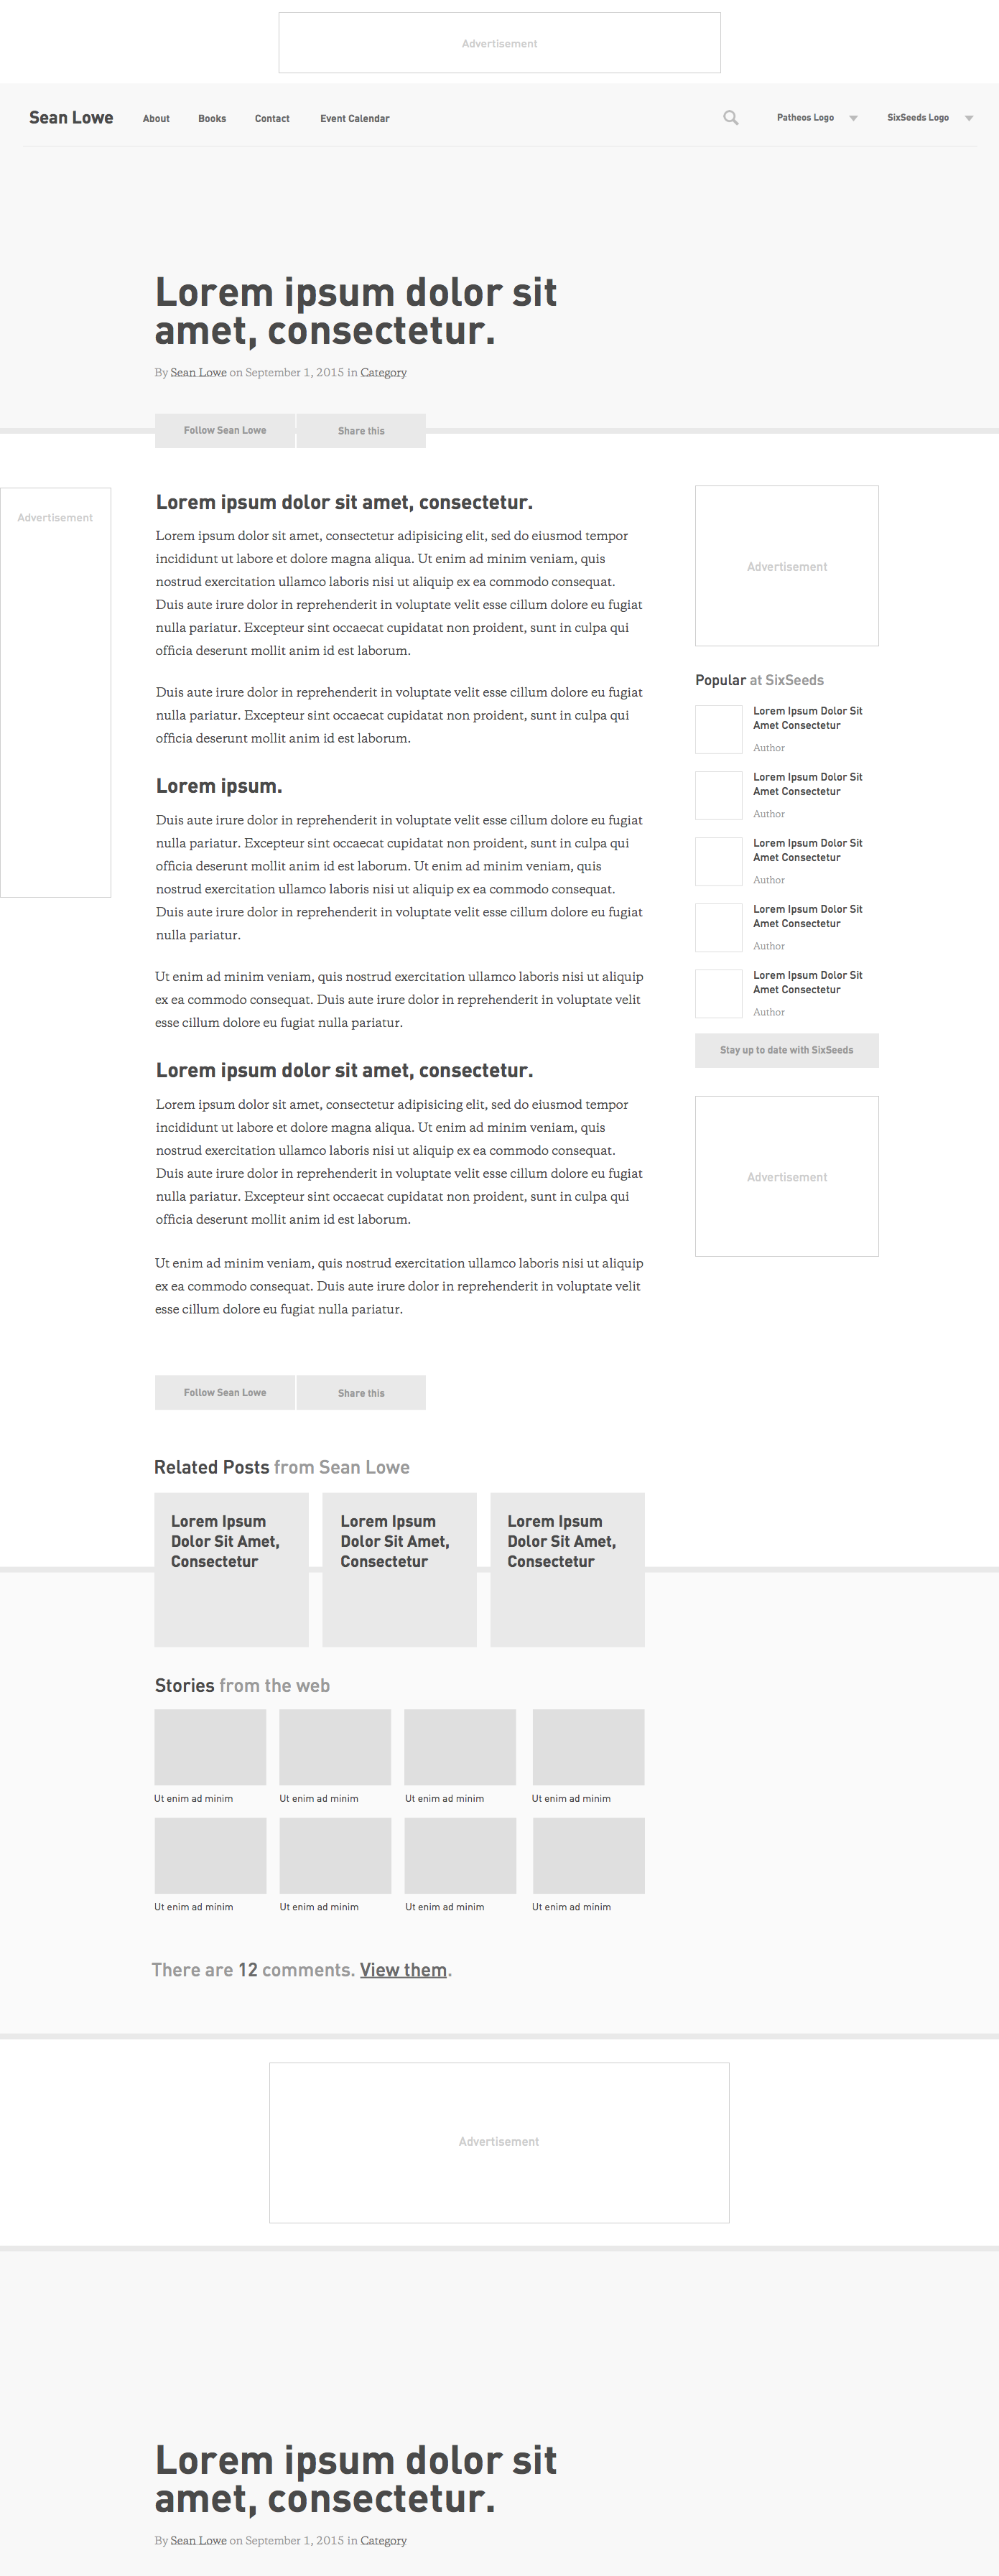 Advertisement
Sean Lowe About Books Contact Event Calendar Patheos Logo SixSeeds Logo
Lorem ipsum dolor sit
amet, consectetur.
By Sean Lowe on September 1, 2015 in Category
Follow Sean Lowe Share this
Advertisement
Lorem ipsum dolor sit amet, consectetur.
Lorem ipsum dolor sit amet, consectetur adipisicing elit, sed do eiusmod tempor
incididunt ut labore et dolore magna aliqua. Ut enim ad minim veniam, quis
nostrud exercitation ullamco laboris nisi ut aliquip ex ea commodo consequat.
Duis aute irure dolor in reprehenderit in voluptate velit esse cillum dolore eu fugiat
nulla pariatur. Excepteur sint occaecat cupidatat non proident, sunt in culpa qui
officia deserunt mollit anim id est laborum.
Duis aute irure dolor in reprehenderit in voluptate velit esse cillum dolore eu fugiat
nulla pariatur. Excepteur sint occaecat cupidatat non proident, sunt in culpa qui
officia deserunt mollit anim id est laborum.
Lorem ipsum.
Duis aute irure dolor in reprehenderit in voluptate velit esse cillum dolore eu fugiat
nulla pariatur. Excepteur sint occaecat cupidatat non proident, sunt in culpa qui
officia deserunt mollit anim id est laborum. Ut enim ad minim veniam, quis
nostrud exercitation ullamco laboris nisi ut aliquip ex ea commodo consequat.
Duis aute irure dolor in reprehenderit in voluptate velit esse cillum dolore eu fugiat
nulla pariatur.
Ut enim ad minim veniam, quis nostrud exercitation ullamco laboris nisi ut aliquip
ex ea commodo consequat. Duis aute irure dolor in reprehenderit in voluptate velit
esse cillum dolore eu fugiat nulla pariatur.
Lorem ipsum dolor sit amet, consectetur.
Lorem ipsum dolor sit amet, consectetur adipisicing elit, sed do eiusmod tempor
incididunt ut labore et dolore magna aliqua. Ut enim ad minim veniam, quis
nostrud exercitation ullamco laboris nisi ut aliquip ex ea commodo consequat.
Duis aute irure dolor in reprehenderit in voluptate velit esse cillum dolore eu fugiat
nulla pariatur. Excepteur sint occaecat cupidatat non proident, sunt in culpa qui
officia deserunt mollit anim id est laborum.
Ut enim ad minim veniam, quis nostrud exercitation ullamco laboris nisi ut aliquip
ex ea commodo consequat. Duis aute irure dolor in reprehenderit in voluptate velit
esse cillum dolore eu fugiat nulla pariatur.
Follow Sean Lowe Share this
Advertisement
Popular at SixSeeds
Lorem Ipsum Dolor Sit
Amet Consectetur
Author
Lorem Ipsum Dolor Sit
Amet Consectetur
Author
Lorem Ipsum Dolor Sit
Amet Consectetur
Author
Lorem Ipsum Dolor Sit
Amet Consectetur
Author
Lorem Ipsum Dolor Sit
Amet Consectetur
Author
Stay up to date with SixSeeds
Advertisement
Related Posts from Sean Lowe
Lorem Ipsum
Dolor Sit Amet,
Consectetur
Lorem Ipsum
Dolor Sit Amet,
Consectetur
Lorem Ipsum
Dolor Sit Amet,
Consectetur
Stories from the web
Ut enim ad minim Ut enim ad minim Ut enim ad minim Ut enim ad minim
Ut enim ad minim Ut enim ad minim Ut enim ad minim Ut enim ad minim
There are 12 comments. View them.
Advertisement
Lorem ipsum dolor sit
amet, consectetur.
By Sean Lowe on September 1, 2015 in Category